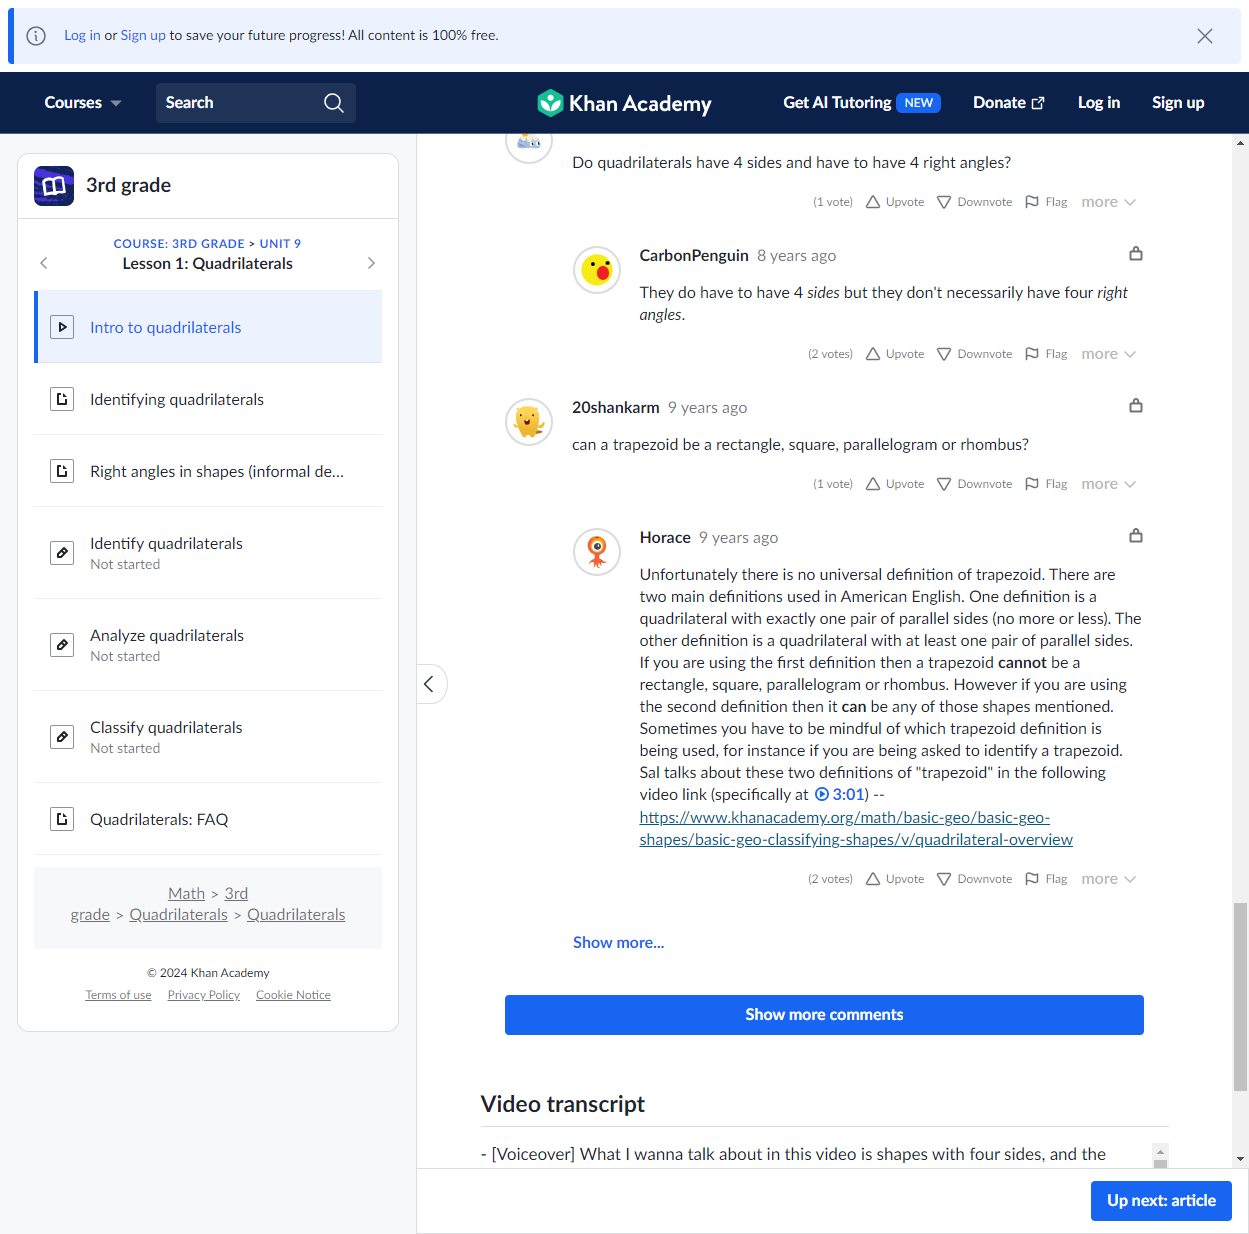 Log in or Sign up to save your future progress! All content is 100% free.
Courses
Search
Khan Academy
Get AI Tutoring NEW
Donate
Log in
Sign up
3rd grade
COURSE: 3RD GRADE > UNIT 9
Lesson 1: Quadrilaterals
Intro to quadrilaterals
Identifying quadrilaterals
Right angles in shapes (informal de...
Identify quadrilaterals
Not started
Analyze quadrilaterals
Not started
Classify quadrilaterals
Not started
Quadrilaterals: FAQ
Math > 3rd
grade > Quadrilaterals > Quadrilaterals
© 2024 Khan Academy
Terms of use Privacy Policy Cookie Notice
Do quadrilaterals have 4 sides and have to have 4 right angles?
(1 vote) Upvote Downvote Flag more
CarbonPenguin 8 years ago
They do have to have 4 sides but they don't necessarily have four right
angles.
(2 votes) Upvote Downvote Flag more
20shankarm 9 years ago
can a trapezoid be a rectangle, square, parallelogram or rhombus?
(1 vote) Upvote Downvote Flag more
Horace 9 years ago
Unfortunately there is no universal definition of trapezoid. There are
two main definitions used in American English. One definition is a
quadrilateral with exactly one pair of parallel sides (no more or less). The
other definition is a quadrilateral with at least one pair of parallel sides.
If you are using the first definition then a trapezoid cannot be a
rectangle, square, parallelogram or rhombus. However if you are using
the second definition then it can be any of those shapes mentioned.
Sometimes you have to be mindful of which trapezoid definition is
being used, for instance if you are being asked to identify a trapezoid.
Sal talks about these two definitions of "trapezoid" in the following
video link (specifically at 3:01) --
https://www.khanacademy.org/math/basic-geo/basic-geo-
shapes/basic-geo-classifying-shapes/v/quadrilateral-overview
(2 votes) Upvote Downvote Flag more
Show more...
Show more comments
Video transcript
- [Voiceover] What I wanna talk about in this video is shapes with four sides, and the
Up next: article